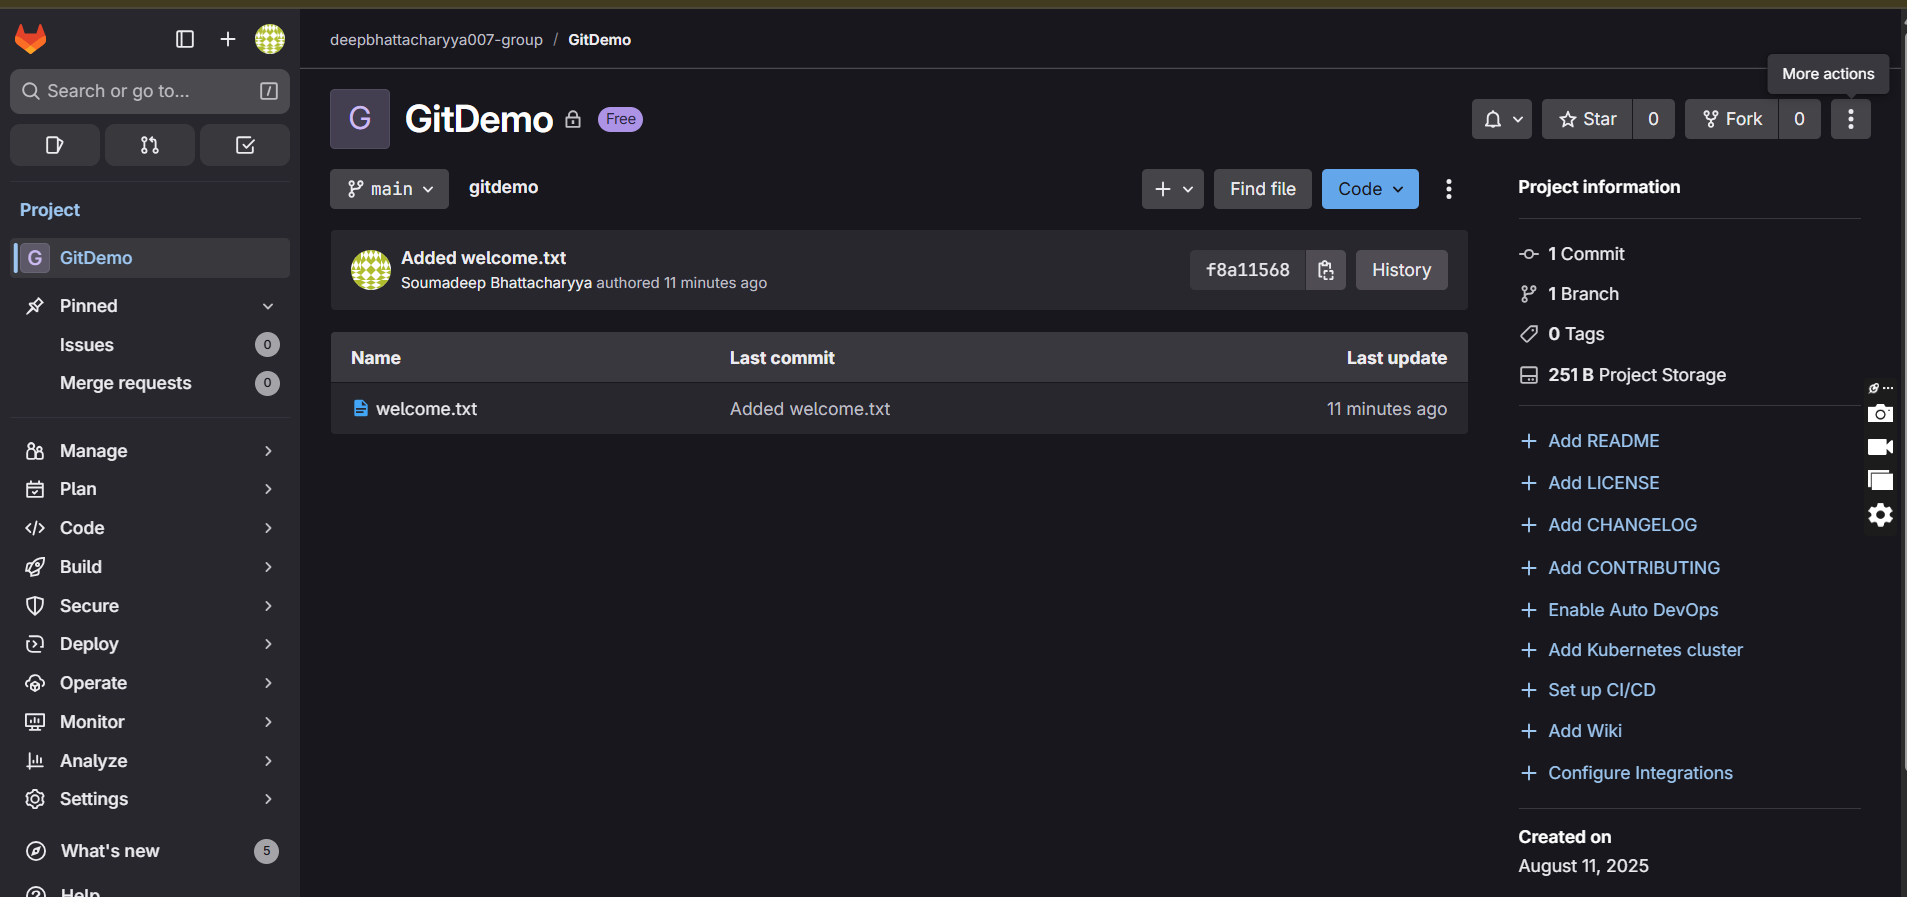 deepbhattacharyya007-group / GitDemo
More actions
Search or go to... /
G GitDemo Free
Star 0 Fork 0
main gitdemo
Find file Code
Project
G GitDemo
Pinned
Issues 0
Merge requests 0
Manage
Plan
Code
Build
Secure
Deploy
Operate
Monitor
Analyze
Settings
What's new 5
Help
Added welcome.txt
Soumadeep Bhattacharyya authored 11 minutes ago
f8a11568 History
Name Last commit Last update
welcome.txt Added welcome.txt 11 minutes ago
Project information
1 Commit
1 Branch
0 Tags
251 B Project Storage
Add README
Add LICENSE
Add CHANGELOG
Add CONTRIBUTING
Enable Auto DevOps
Add Kubernetes cluster
Set up CI/CD
Add Wiki
Configure Integrations
Created on
August 11, 2025